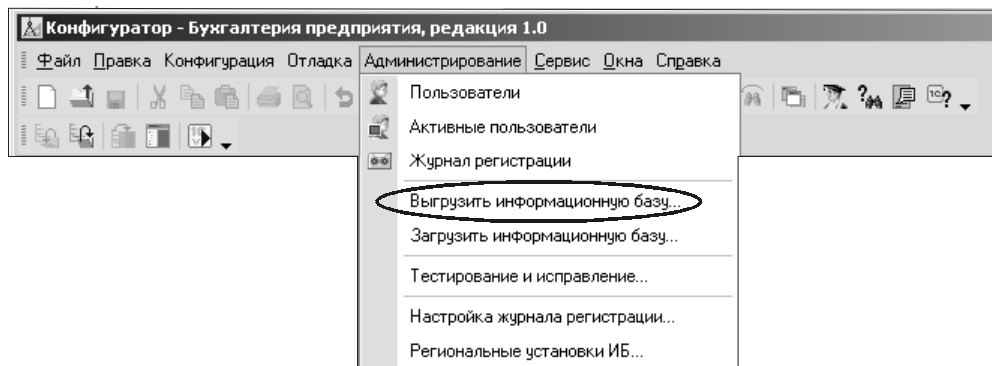 Конфигуратор - Бухгалтерия предприятия, редакция 1.0
Файл Правка Конфигурация Отладка Администрирование Сервис Окна Справка
Пользователи
Активные пользователи
Журнал регистрации
Выгрузить информационную базу...
Загрузить информационную базу...
Тестирование и исправление...
Настройка журнала регистрации...
Региональные установки ИБ...